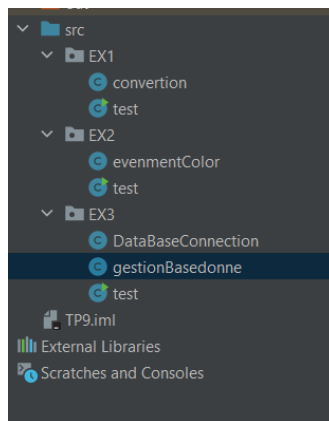 src
EX1
convertion
test
EX2
evenmentColor
test
EX3
DataBaseConnection
gestionBasedonne
test
TP9.iml
External Libraries
Scratches and Consoles